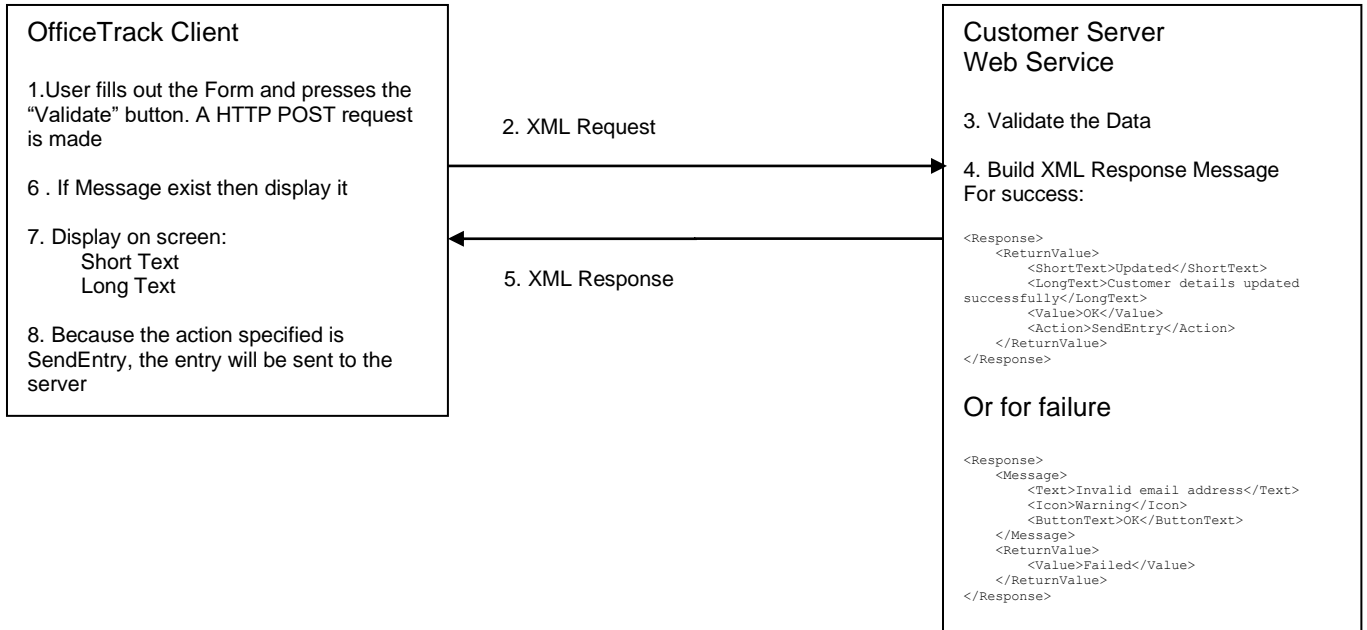 OfficeTrack Client
1.User fills out the Form and presses the
“Validate” button. A HTTP POST request
is made
6 . If Message exist then display it
7. Display on screen:
Short Text
Long Text
8. Because the action specified is
SendEntry, the entry will be sent to the
server
2. XML Request
5. XML Response
Customer Server
Web Service
3. Validate the Data
4. Build XML Response Message
For success:
<Response>
    <ReturnValue>
        <ShortText>Updated</ShortText>
        <LongText>Customer details updated
successfully</LongText>
        <Value>OK</Value>
        <Action>SendEntry</Action>
    </ReturnValue>
</Response>
Or for failure
<Response>
    <Message>
        <Text>Invalid email address</Text>
        <Icon>Warning</Icon>
        <ButtonText>OK</ButtonText>
    </Message>
    <ReturnValue>
        <Value>Failed</Value>
    </ReturnValue>
</Response>